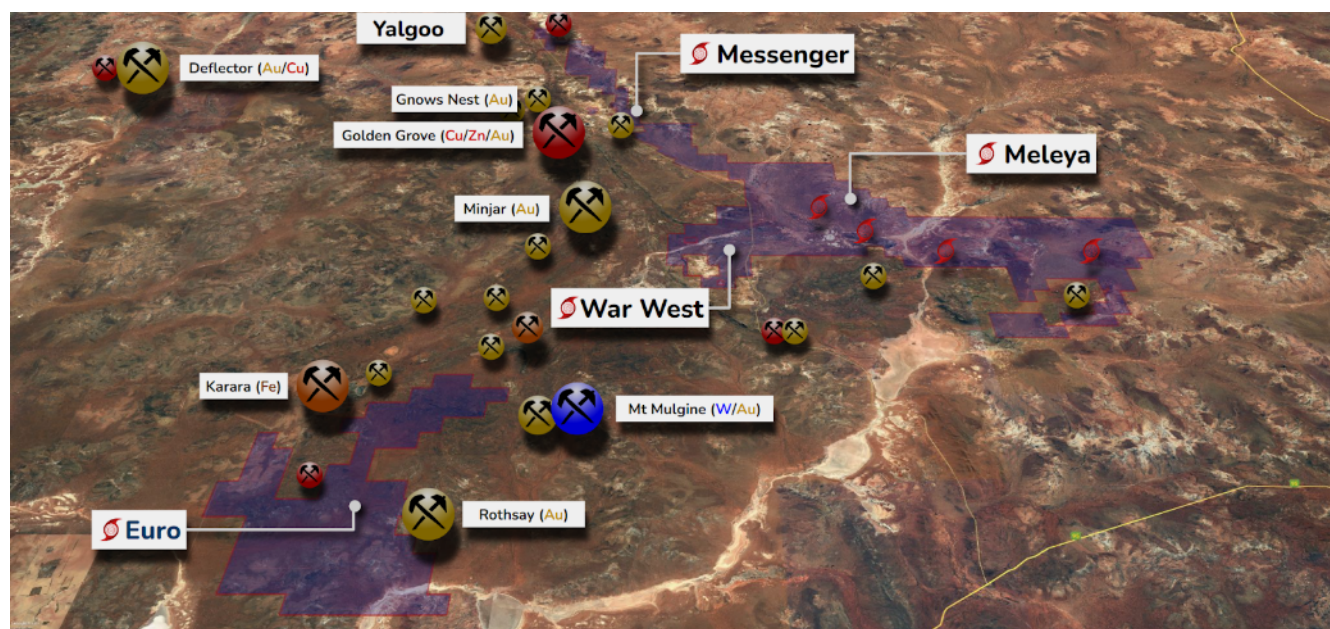 Yalgoo
Messenger
Deflector (Au/Cu)
Gnows Nest (Au)
Golden Grove (Cu/Zn/Au)
Meleya
Minjar (Au)
War West
Karara (Fe)
Mt Mulgine (W/Au)
Rothsay (Au)
Euro